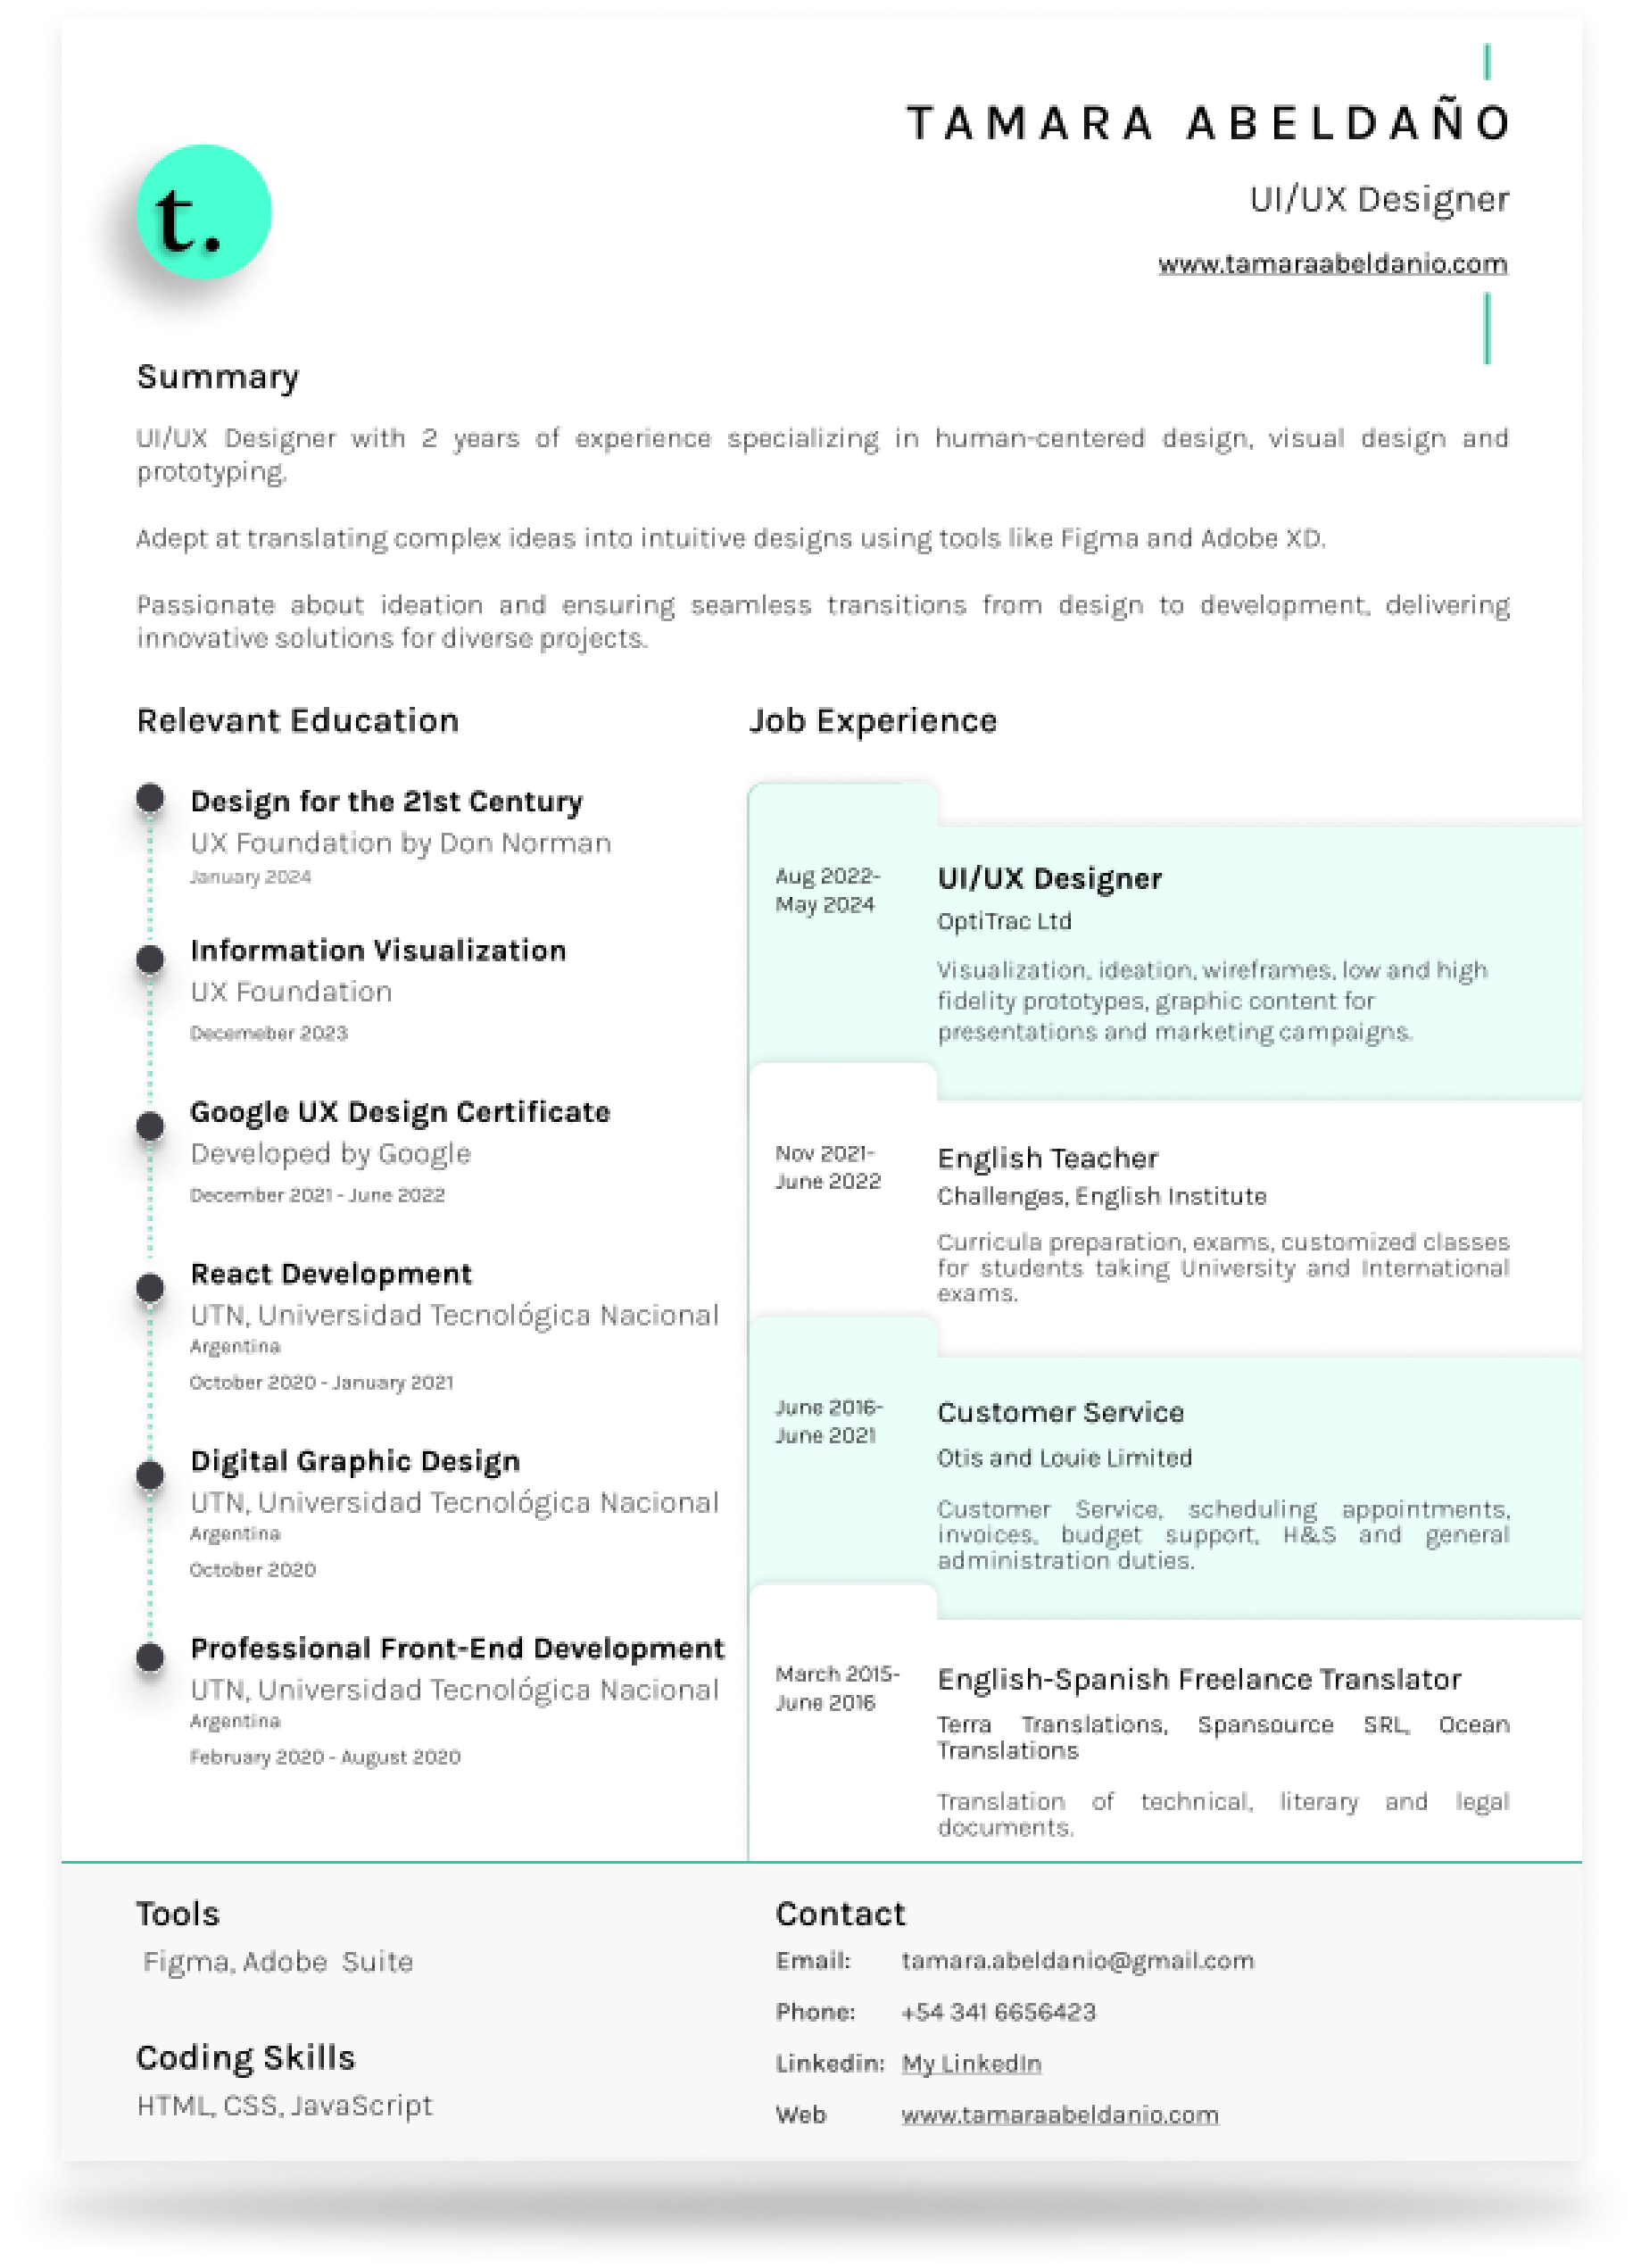 TAMARA ABELDAÑO
t.
UI/UX Designer
www.tamaraabeldanio.com
Summary
UI/UX Designer with 2 years of experience specializing in human-centered design, visual design and
prototyping.
Adept at translating complex ideas into intuitive designs using tools like Figma and Adobe XD.
Passionate about ideation and ensuring seamless transitions from design to development, delivering
innovative solutions for diverse projects.
Relevant Education
Design for the 21st Century
UX Foundation by Don Norman
January 2024
Information Visualization
UX Foundation
Decemeber 2023
Google UX Design Certificate
Developed by Google
December 2021 - June 2022
React Development
UTN, Universidad Tecnológica Nacional
Argentina
October 2020 - January 2021
Digital Graphic Design
UTN, Universidad Tecnológica Nacional
Argentina
October 2020
Professional Front-End Development
UTN, Universidad Tecnológica Nacional
Argentina
February 2020 - August 2020
Job Experience
Aug 2022-
May 2024
UI/UX Designer
OptiTrac Ltd
Visualization, ideation, wireframes, low and high
fidelity prototypes, graphic content for
presentations and marketing campaigns.
Nov 2021-
June 2022
English Teacher
Challenges, English Institute
Curricula preparation, exams, customized classes
for students taking University and International
exams.
June 2016-
June 2021
Customer Service
Otis and Louie Limited
Customer Service, scheduling appointments,
invoices, budget support, H&S and general
administration duties.
March 2015-
June 2016
English-Spanish Freelance Translator
Terra Translations, Spansource SRL, Ocean
Translations
Translation of technical, literary and legal
documents.
Tools
Figma, Adobe Suite
Coding Skills
HTML, CSS, JavaScript
Contact
Email: tamara.abeldanio@gmail.com
Phone: +54 341 6656423
Linkedin: My LinkedIn
Web www.tamaraabeldanio.com